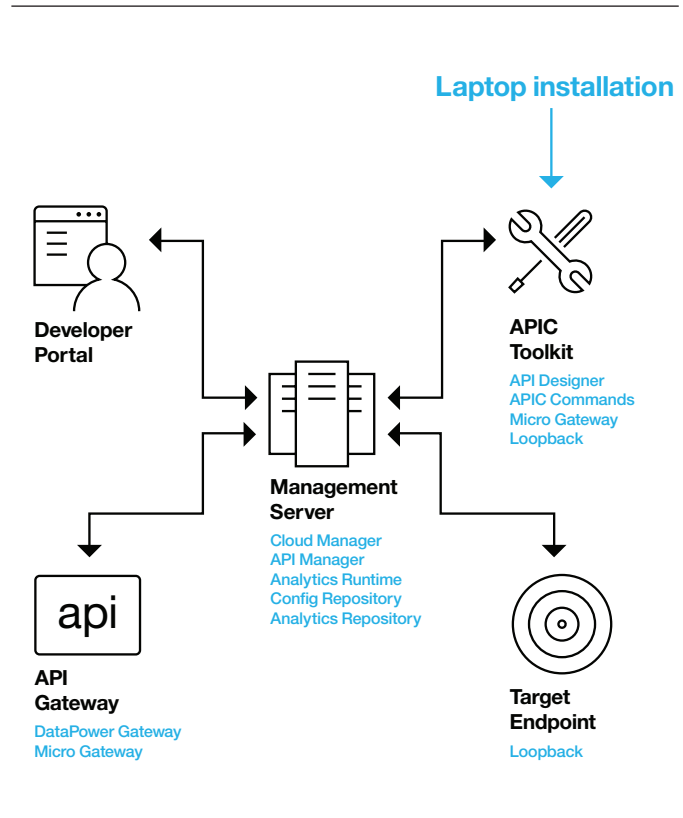 Laptop installation
Developer
Portal
APIC
Toolkit
API Designer
APIC Commands
Micro Gateway
Loopback
Management
Server
Cloud Manager
API Manager
Analytics Runtime
Config Repository
Analytics Repository
api
API
Gateway
DataPower Gateway
Micro Gateway
Target
Endpoint
Loopback